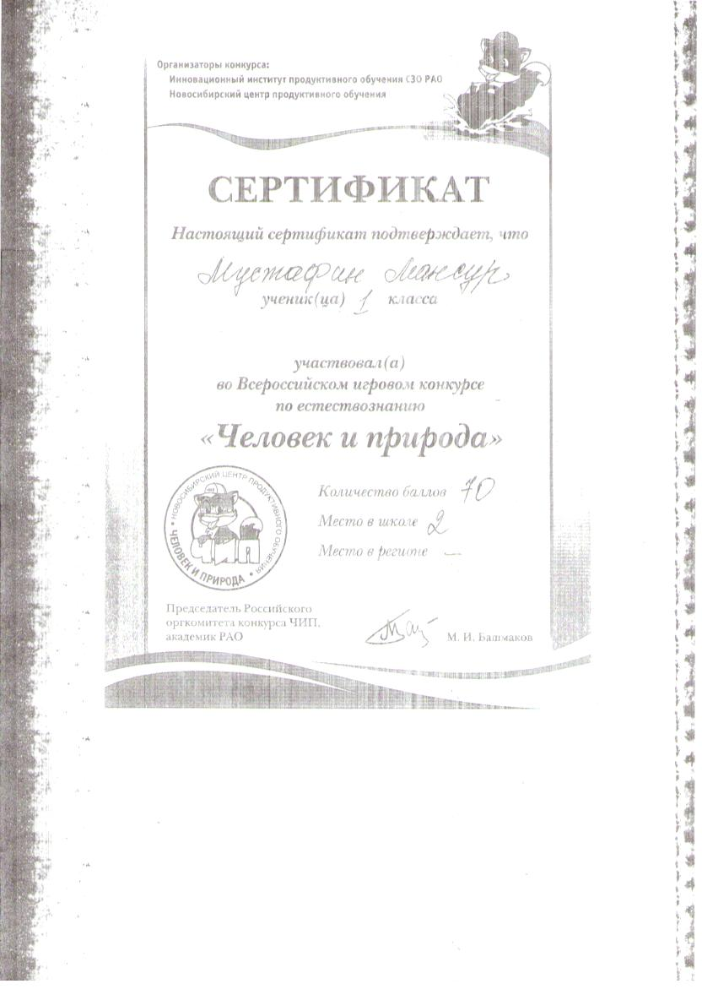 Организаторы конкурса:
Инновационный институт продуктивного обучения СЗО РАО
Новосибирский центр продуктивного обучения
СЕРТИФИКАТ
Настоящий сертификат подтверждает, что
Мустафин Мансур
ученик(ца) 1 класса
участвовал(а)
во Всероссийском игровом конкурсе
по естествознанию
«Человек и природа»
Количество баллов 70
Место в школе 2
Место в регионе —
• НОВОСИБИРСКИЙ ЦЕНТР ПРОДУКТИВНОГО ОБУЧЕНИЯ •
ЧЕЛОВЕК И ПРИРОДА
ЧИП
Председатель Российского
оргкомитета конкурса ЧИП,
академик РАО
М. И. Башмаков